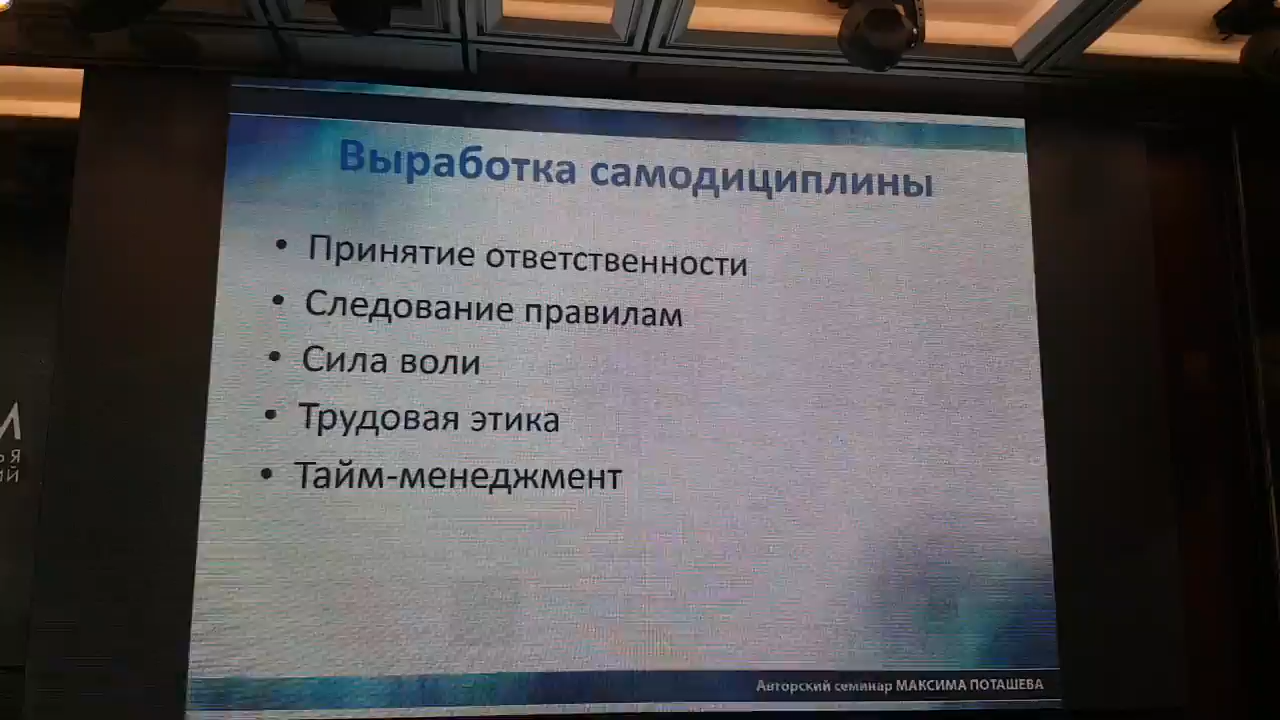 Выработка самодициплины
• Принятие ответственности
• Следование правилам
• Сила воли
• Трудовая этика
• Тайм-менеджмент
Авторский семинар МАКСИМА ПОТАШЕВА